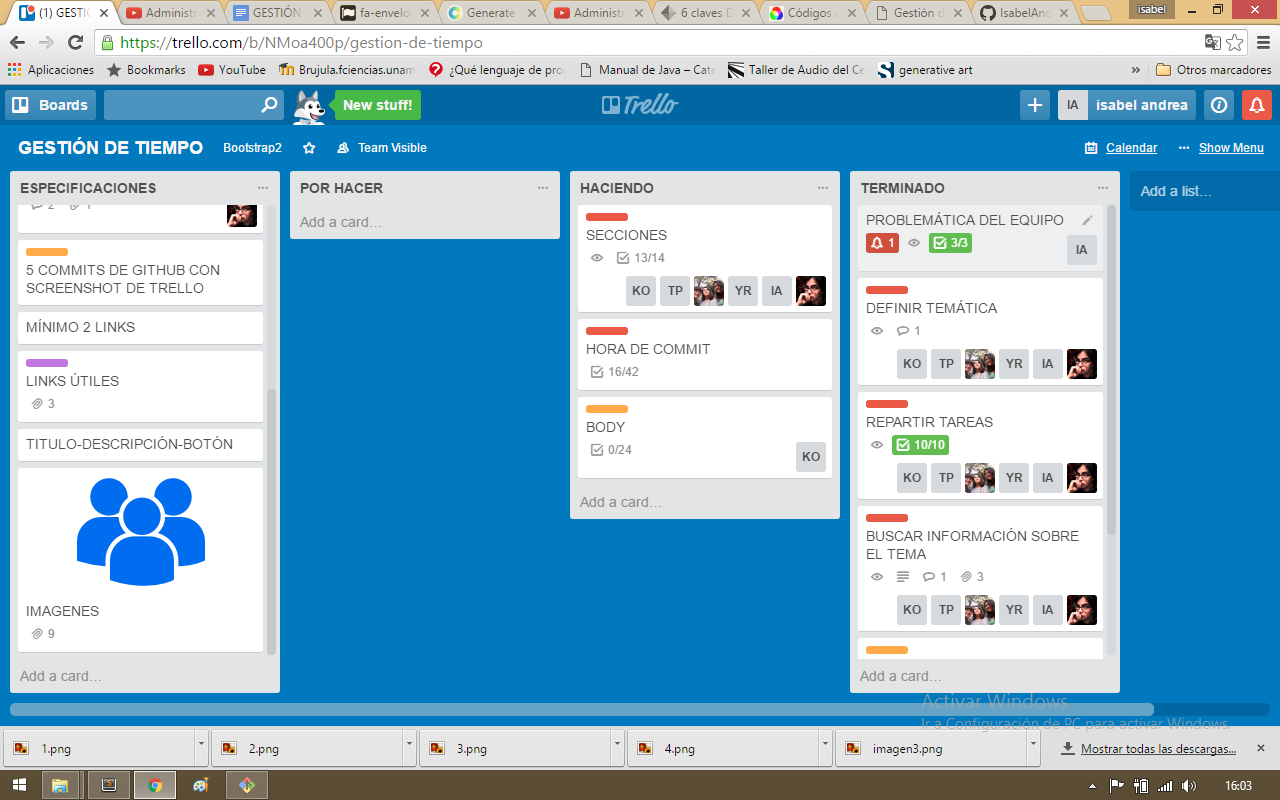 (1) GESTIC
Administr
GESTIÓN
fa-envelo
Generate
Administr
6 claves
Códigos
Gestión d
IsabelAnd
isabel
https://trello.com/b/NMoa400p/gestion-de-tiempo
Aplicaciones
Bookmarks
YouTube
Brujula.fciencias.unam
¿Qué lenguaje de pro
Manual de Java – Cate
Taller de Audio del Ce
generative art
»
Otros marcadores
Boards
New stuff!
Trello
IA
isabel andrea
GESTIÓN DE TIEMPO
Bootspap2
Team Visible
Calendar
Show Menu
ESPECIFICACIONES
2
1
5 COMMITS DE GITHUB CON
SCREENSHOT DE TRELLO
MÍNIMO 2 LINKS
LINKS ÚTILES
3
TITULO-DESCRIPCIÓN-BOTÓN
IMAGENES
9
Add a card…
POR HACER
Add a card…
HACIENDO
SECCIONES
13/14
KO TP YR IA
HORA DE COMMIT
16/42
BODY
0/24
KO
Add a card…
TERMINADO
PROBLEMÁTICA DEL EQUIPO
1 3/3
IA
DEFINIR TEMÁTICA
1
KO TP YR IA
REPARTIR TAREAS
10/10
KO TP YR IA
BUSCAR INFORMACIÓN SOBRE
EL TEMA
1 3
KO TP YR IA
Add a card…
Add a list…
Activar Windows
Ir a Configuración de PC para activar Windows.
1.png
2.png
3.png
4.png
imagen3.png
Mostrar todas las descargas...
16:03